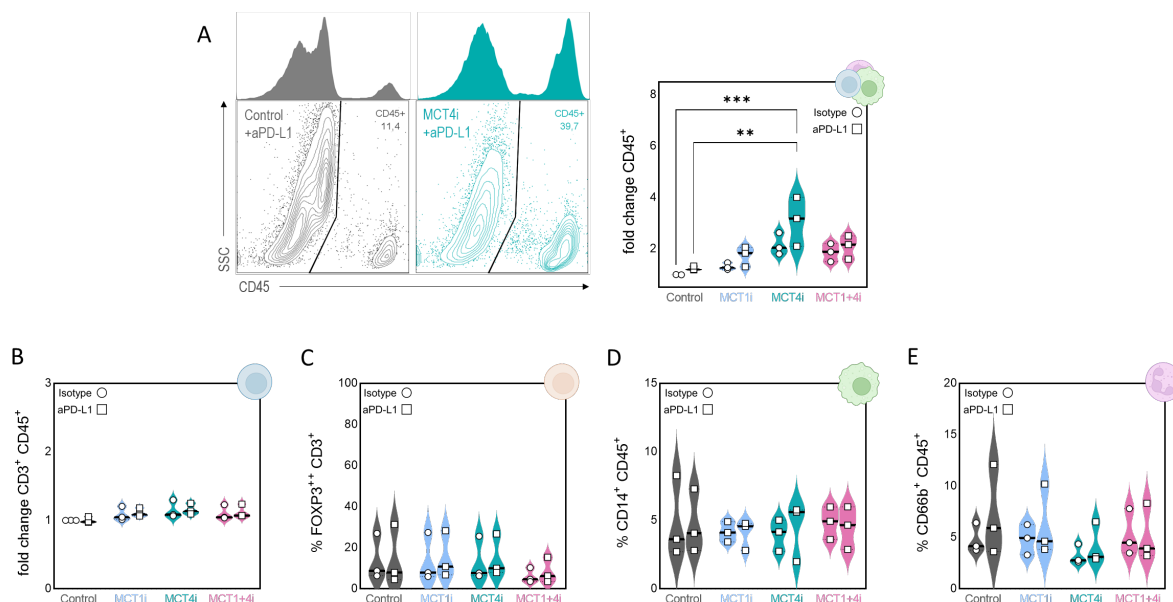 A
Control
+aPD-L1
CD45+
11,4
MCT4i
+aPD-L1
CD45+
39,7
SSC
CD45
fold change CD45+
8
6
4
2
***
**
Isotype
aPD-L1
Control
MCT1i
MCT4i
MCT1+4i
B
fold change CD3+ CD45+
3
2
1
0
Isotype
aPD-L1
Control
MCT1i
MCT4i
MCT1+4i
C
% FOXP3++ CD3+
100
80
60
40
20
0
Isotype
aPD-L1
Control
MCT1i
MCT4i
MCT1+4i
D
% CD14+ CD45+
15
10
5
0
Isotype
aPD-L1
Control
MCT1i
MCT4i
MCT1+4i
E
% CD66b+ CD45+
20
15
10
5
0
Isotype
aPD-L1
Control
MCT1i
MCT4i
MCT1+4i